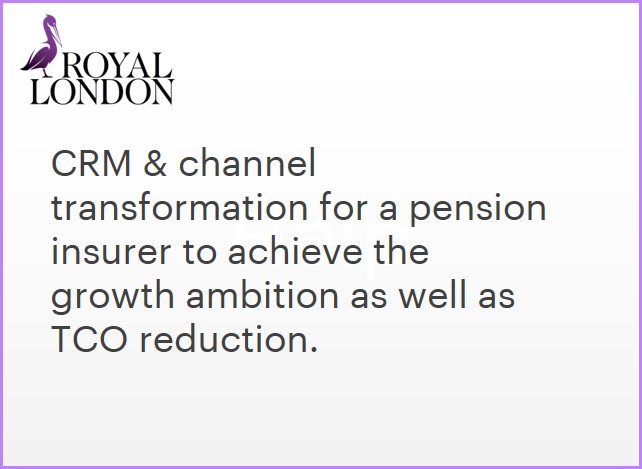 ROYAL
LONDON
CRM & channel
transformation for a pension
insurer to achieve the
growth ambition as well as
TCO reduction.